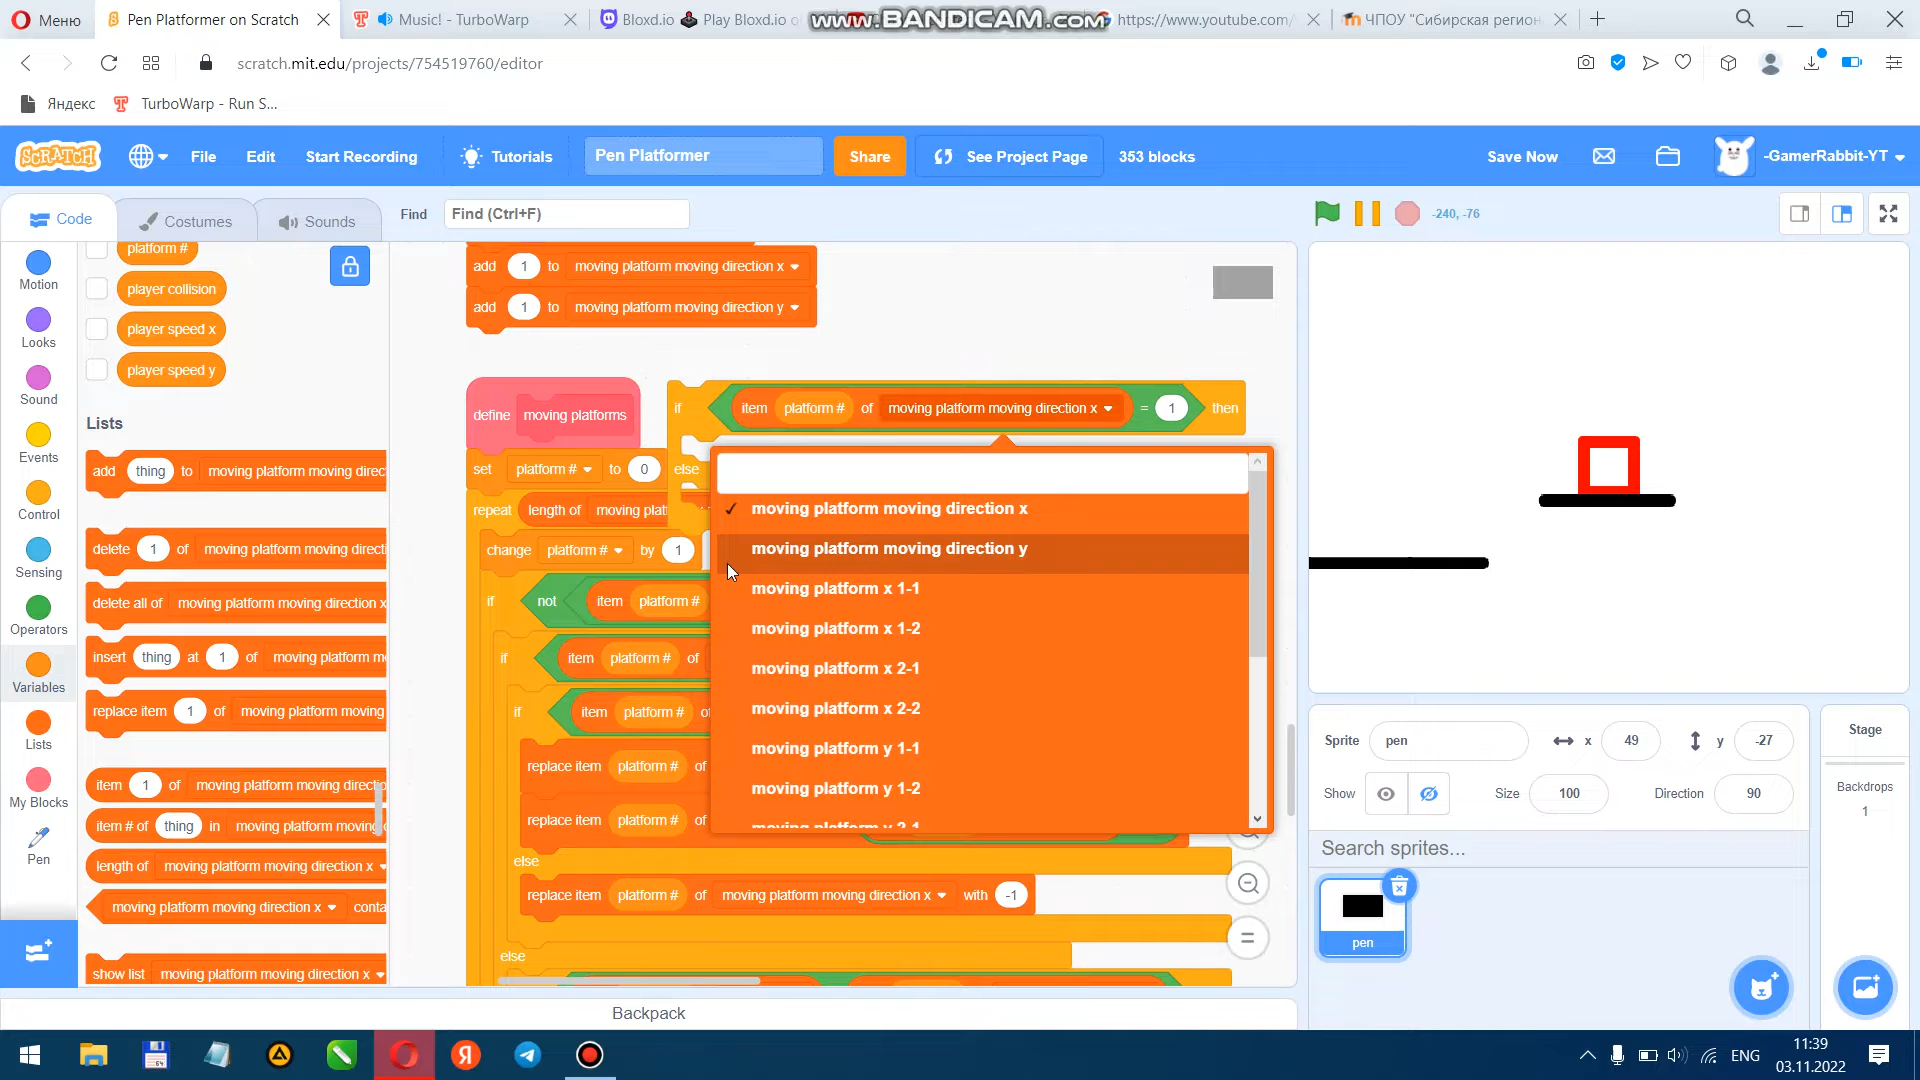 Меню
Pen Platformer on Scratch
Music! - TurboWarp
Bloxd.io
Play Bloxd.io o
www.BANDICAM.com
https://www.youtube.com/
ЧПОУ "Сибирская регион
scratch.mit.edu/projects/754519760/editor
Яндекс
TurboWarp - Run S...
SCRATCH
File
Edit
Start Recording
Tutorials
Pen Platformer
Share
See Project Page
353 blocks
Save Now
-GamerRabbit-YT
Code
Costumes
Sounds
Find
Find (Ctrl+F)
-240, -76
Motion
Looks
Sound
Events
Control
Sensing
Operators
Variables
Lists
My Blocks
Pen
platform #
player collision
player speed x
player speed y
Lists
add thing to moving platform moving direc
delete 1 of moving platform moving directi
delete all of moving platform moving direction x
insert thing at 1 of moving platform m
replace item 1 of moving platform moving
item 1 of moving platform moving directi
item # of thing in moving platform moving
length of moving platform moving direction x
moving platform moving direction x conta
show list moving platform moving direction x
add 1 to moving platform moving direction x
add 1 to moving platform moving direction y
define moving platforms
set platform # to 0
repeat length of moving plat
change platform # by 1
if not item platform #
if item platform # of
if item platform # of
replace item platform # of
replace item platform # of
else
replace item platform # of moving platform moving direction x with -1
else
if item platform # of moving platform moving direction x = 1 then
else
✓ moving platform moving direction x
moving platform moving direction y
moving platform x 1-1
moving platform x 1-2
moving platform x 2-1
moving platform x 2-2
moving platform y 1-1
moving platform y 1-2
moving platform y 2-1
Backpack
Sprite
pen
x
49
y
-27
Show
Size
100
Direction
90
Stage
Backdrops
1
Search sprites...
pen
64
Я
ENG
11:39
03.11.2022